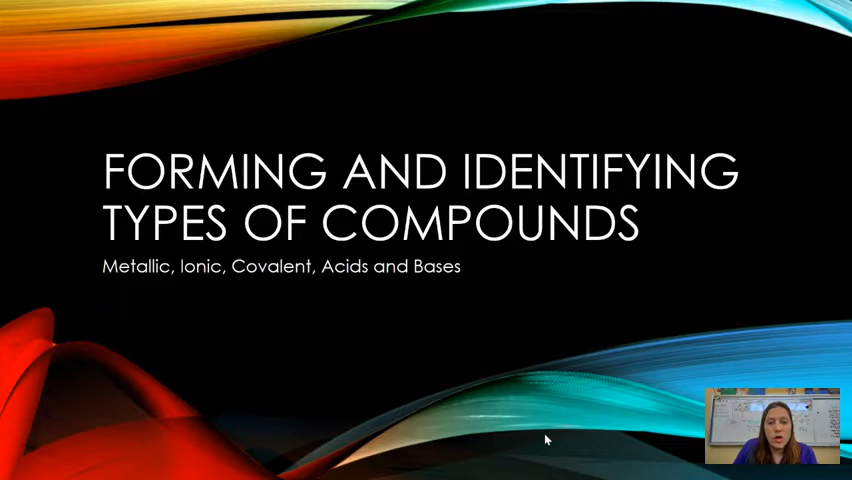 FORMING AND IDENTIFYING
TYPES OF COMPOUNDS
Metallic, Ionic, Covalent, Acids and Bases